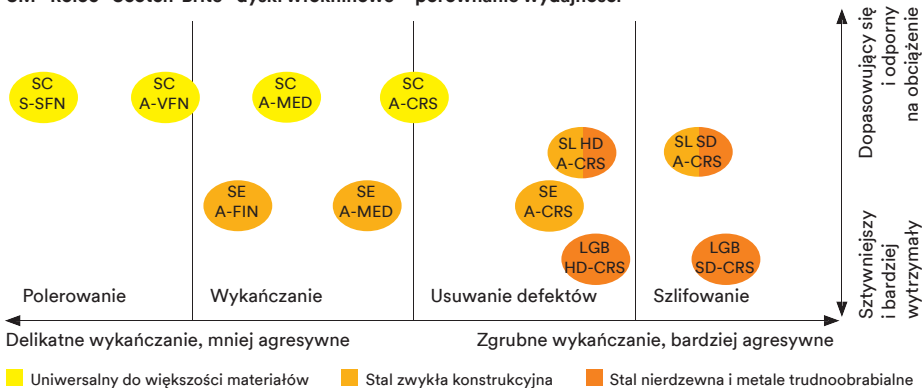 SC
S-SFN
SC
A-VFN
SC
A-MED
SC
A-CRS
SL HD
A-CRS
SL SD
A-CRS
SE
A-FIN
SE
A-MED
SE
A-CRS
LGB
HD-CRS
LGB
SD-CRS
Polerowanie
Wykańczanie
Usuwanie defektów
Szlifowanie
Delikatne wykańczanie, mniej agresywne
Zgrubne wykańczanie, bardziej agresywne
Dopasowujący się
i odporny
na obciążenie
Sztywniejszy
i bardziej
wytrzymały
Uniwersalny do większości materiałów
Stal zwykła konstrukcyjna
Stal nierdzewna i metale trudnoobrabialne